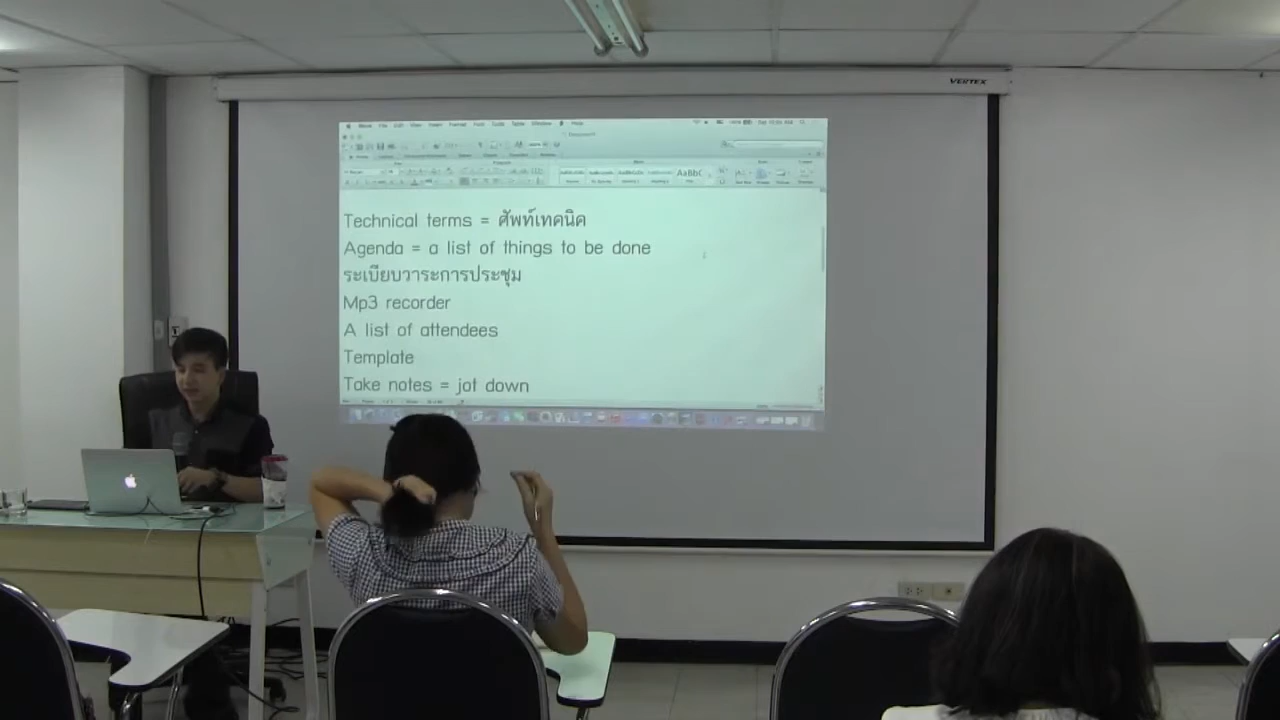 VERTEX
Technical terms = ศัพท์เทคนิค
Agenda = a list of things to be done
ระเบียบวาระการประชุม
Mp3 recorder
A list of attendees
Template
Take notes = jot down